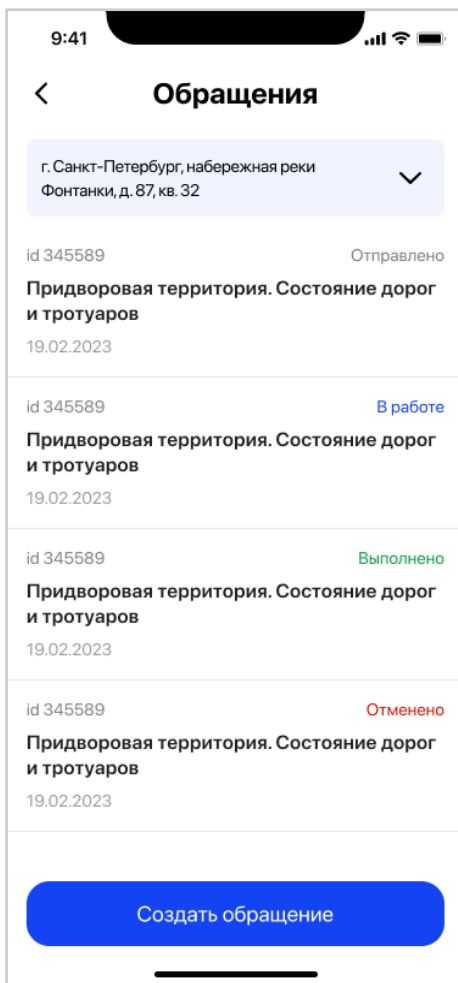 9:41
Обращения
г. Санкт-Петербург, набережная реки
Фонтанки, д. 87, кв. 32
id 345589 Отправлено
Придворовая территория. Состояние дорог
и тротуаров
19.02.2023
id 345589 В работе
Придворовая территория. Состояние дорог
и тротуаров
19.02.2023
id 345589 Выполнено
Придворовая территория. Состояние дорог
и тротуаров
19.02.2023
id 345589 Отменено
Придворовая территория. Состояние дорог
и тротуаров
19.02.2023
Создать обращение